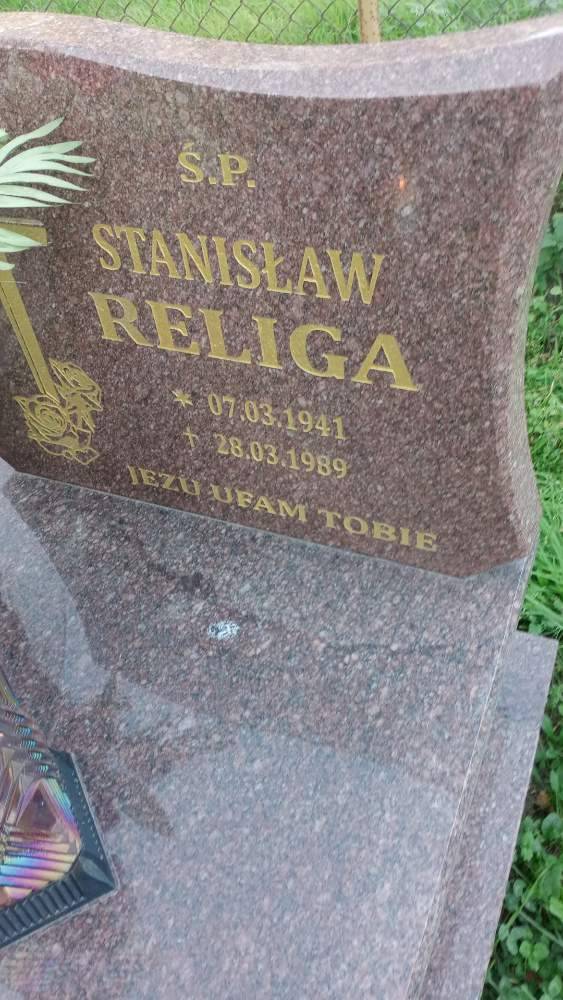 Ś.P.
STANISŁAW
RELIGA
* 07.03.1941
† 28.03.1989
JEZU UFAM TOBIE